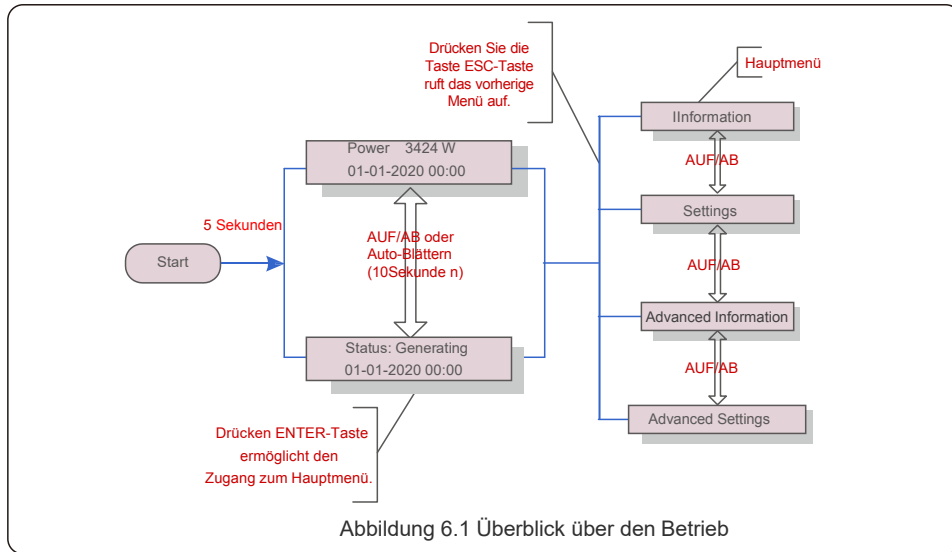 Drücken Sie die
Taste ESC-Taste
ruft das vorherige
Menü auf.
Hauptmenü
IInformation
AUF/AB
Settings
AUF/AB
Advanced Information
AUF/AB
Advanced Settings
Power 3424 W
01-01-2020 00:00
5 Sekunden
Start
AUF/AB oder
Auto-Blättern
(10Sekunde n)
Status: Generating
01-01-2020 00:00
Drücken ENTER-Taste
ermöglicht den
Zugang zum Hauptmenü.
Abbildung 6.1 Überblick über den Betrieb